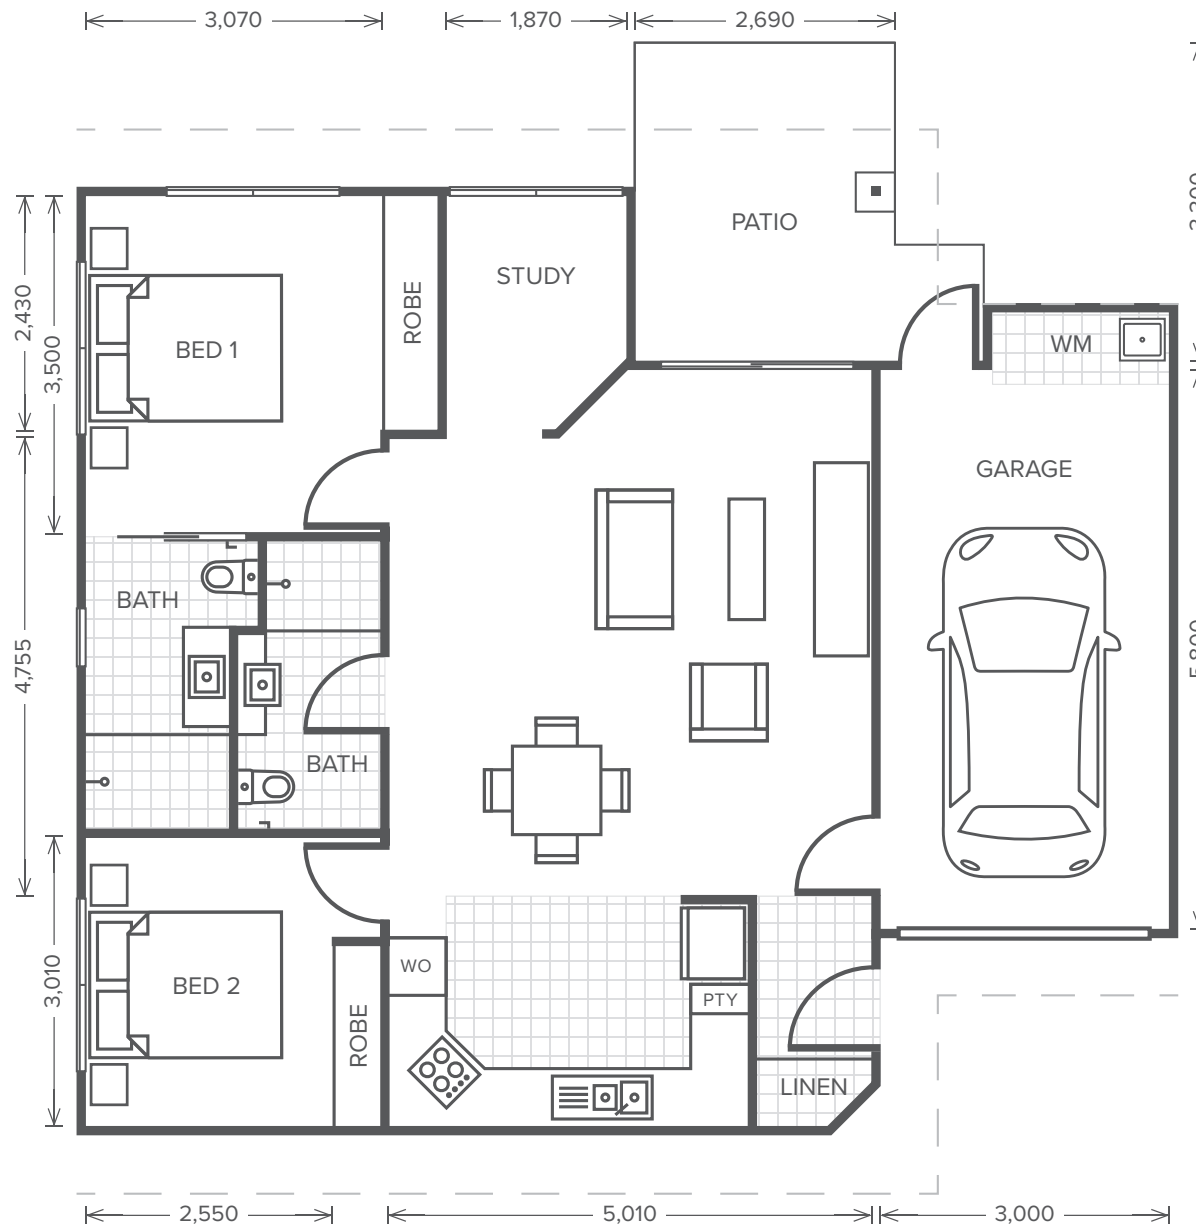 3,070
1,870
2,690
PATIO
STUDY
ROBE
2,430
3,500
BED 1
WM
GARAGE
BATH
4,755
BATH
3,010
BED 2
ROBE
WO
PTY
LINEN
2,550
5,010
3,000